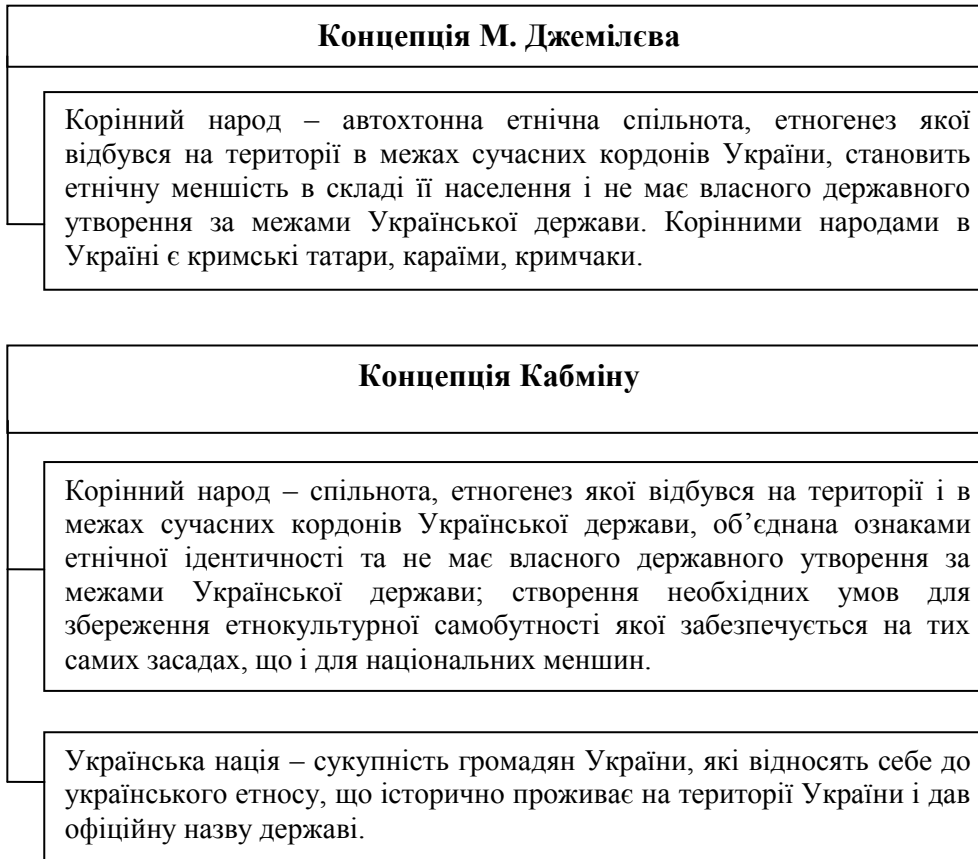 Концепція М. Джемілєва
Корінний народ – автохтонна етнічна спільнота, етногенез якої
відбувся на території в межах сучасних кордонів України, становить
етнічну меншість в складі її населення і не має власного державного
утворення за межами Української держави. Корінними народами в
Україні є кримські татари, караїми, кримчаки.
Концепція Кабміну
Корінний народ – спільнота, етногенез якої відбувся на території і в
межах сучасних кордонів Української держави, об’єднана ознаками
етнічної ідентичності та не має власного державного утворення за
межами Української держави; створення необхідних умов для
збереження етнокультурної самобутності якої забезпечується на тих
самих засадах, що і для національних меншин.
Українська нація – сукупність громадян України, які відносять себе до
українського етносу, що історично проживає на території України і дав
офіційну назву державі.